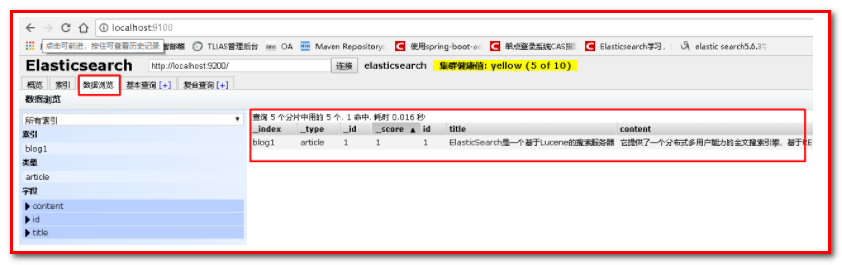 localhost:9100
点击可前进，按住可查看历史记录 TLIAS管理后台 OA Maven Repository: 使用spring-boot-ac 单点登录系统CAS Elasticsearch学习， elastic search5.6.3
Elasticsearch http://localhost:9200/ 连接 elasticsearch 集群健康值: yellow (5 of 10)
概览 索引 数据浏览 基本查询 [+] 复合查询 [+]
数据浏览
所有索引
索引
blog1
类型
article
字段
content
id
title
查询 5 个分片中用的 5 个. 1 命中. 耗时 0.016 秒
_index _type _id _score ▲ id title content
blog1 article 1 1 1 ElasticSearch是一个基于Lucene的搜索服务器 它提供了一个分布式多用户能力的全文搜索引擎，基于RE